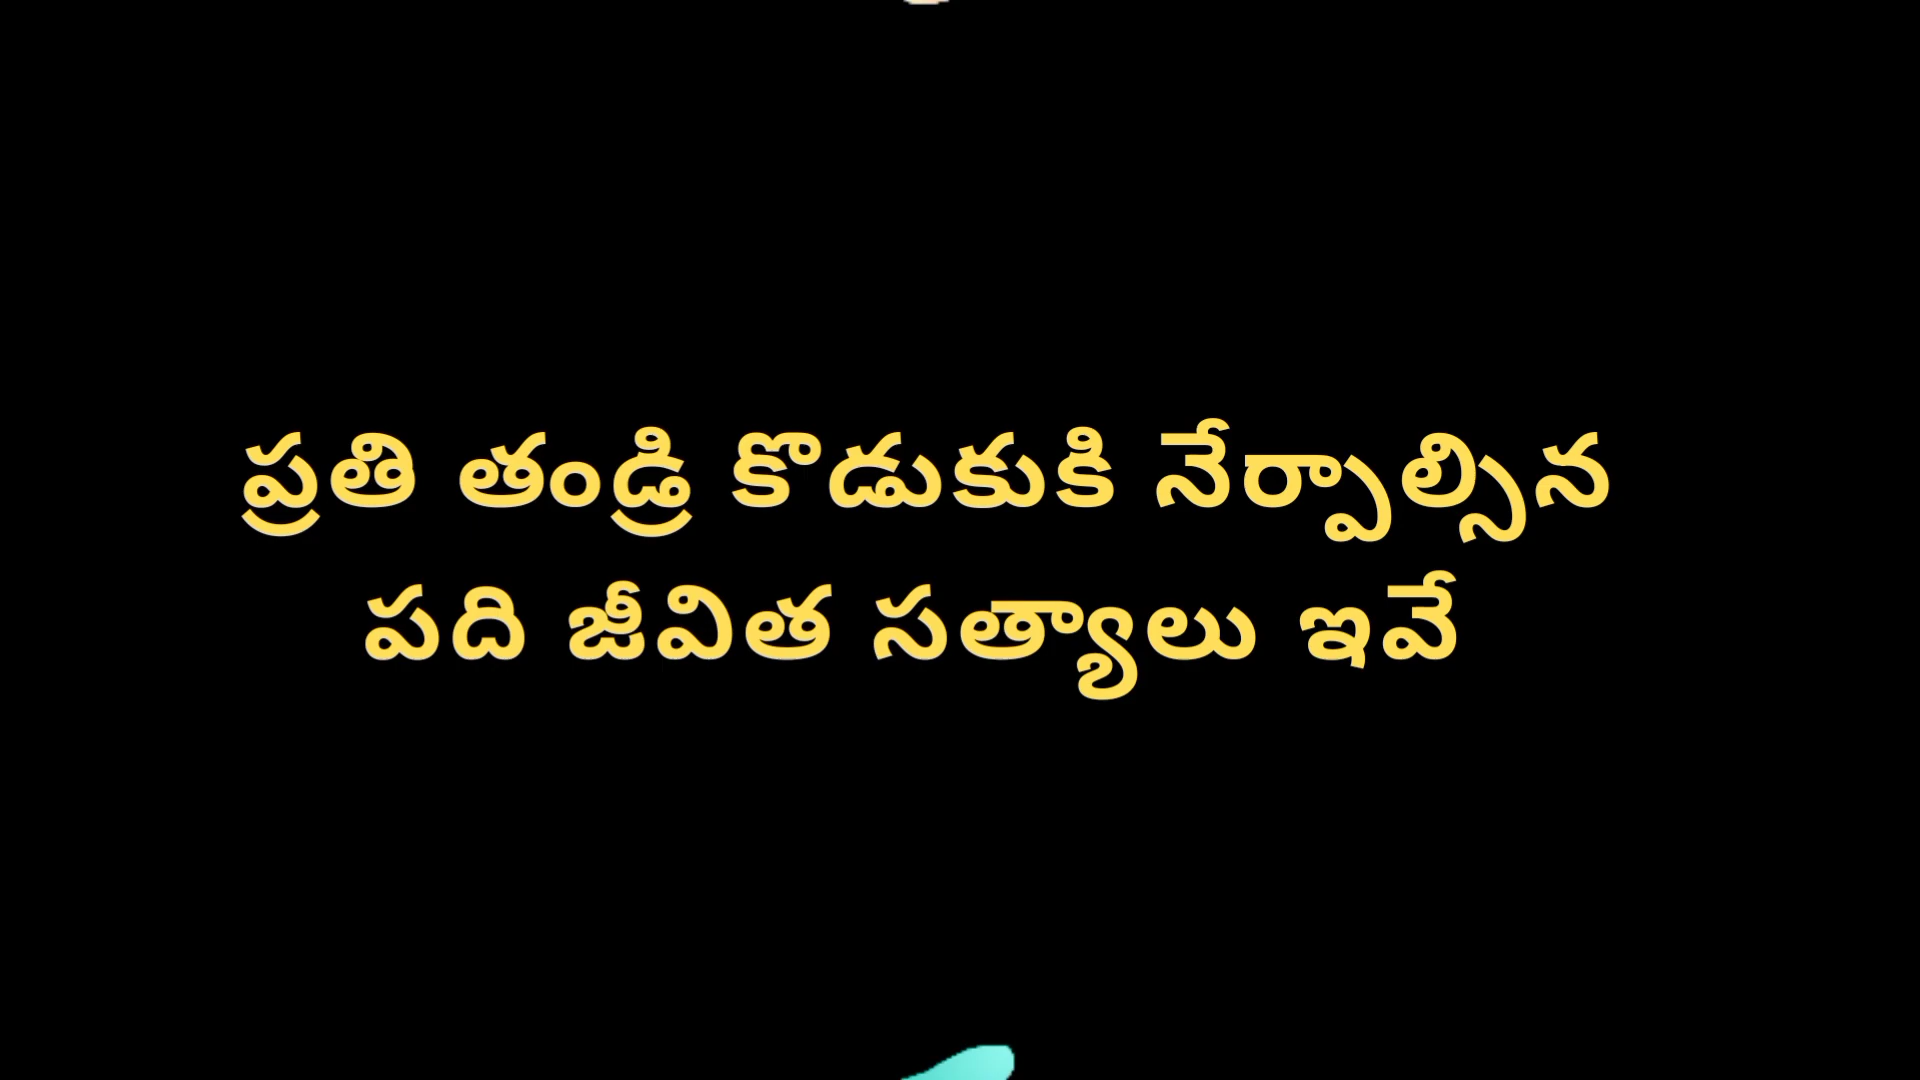 ప్రతి తండ్రి కొడుకుకి నేర్పాల్సిన
పది జీవిత సత్యాలు ఇవే